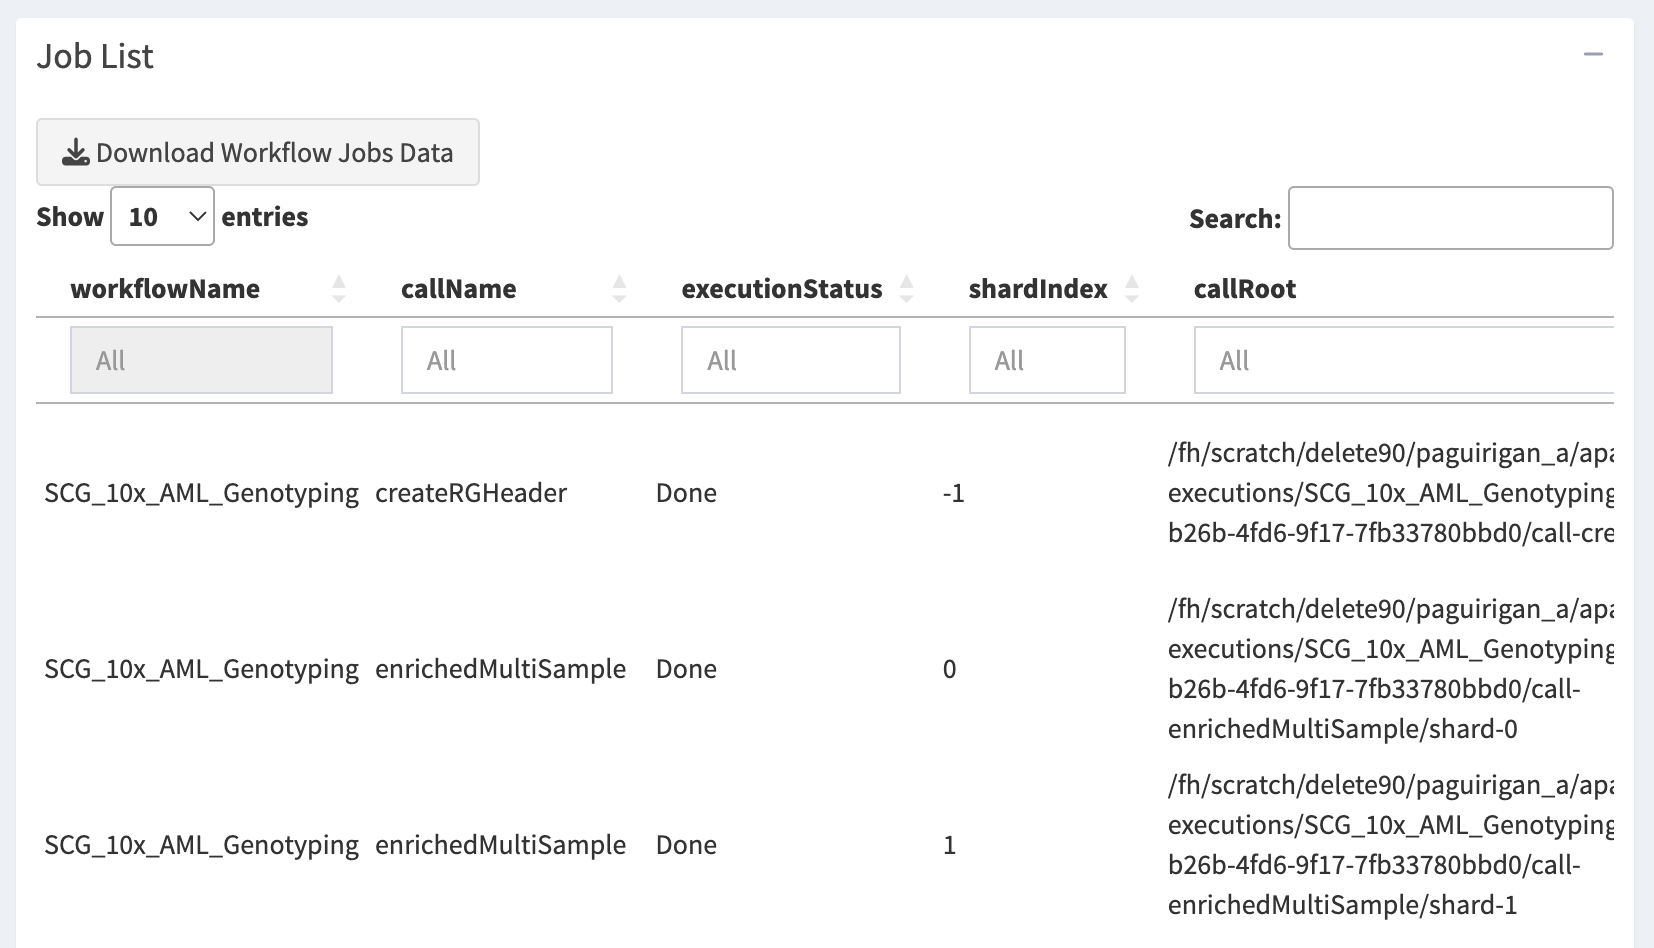 Job List
Download Workflow Jobs Data
Show 10 entries Search:
workflowName callName executionStatus shardIndex callRoot
All All All All All
/fh/scratch/delete90/paguirigan_a/apa
SCG_10x_AML_Genotyping createRGHeader Done -1 executions/SCG_10x_AML_Genotyping
b26b-4fd6-9f17-7fb33780bbd0/call-cre
/fh/scratch/delete90/paguirigan_a/apa
executions/SCG_10x_AML_Genotyping
SCG_10x_AML_Genotyping enrichedMultiSample Done 0 b26b-4fd6-9f17-7fb33780bbd0/call-
enrichedMultiSample/shard-0
/fh/scratch/delete90/paguirigan_a/apa
executions/SCG_10x_AML_Genotyping
SCG_10x_AML_Genotyping enrichedMultiSample Done 1 b26b-4fd6-9f17-7fb33780bbd0/call-
enrichedMultiSample/shard-1